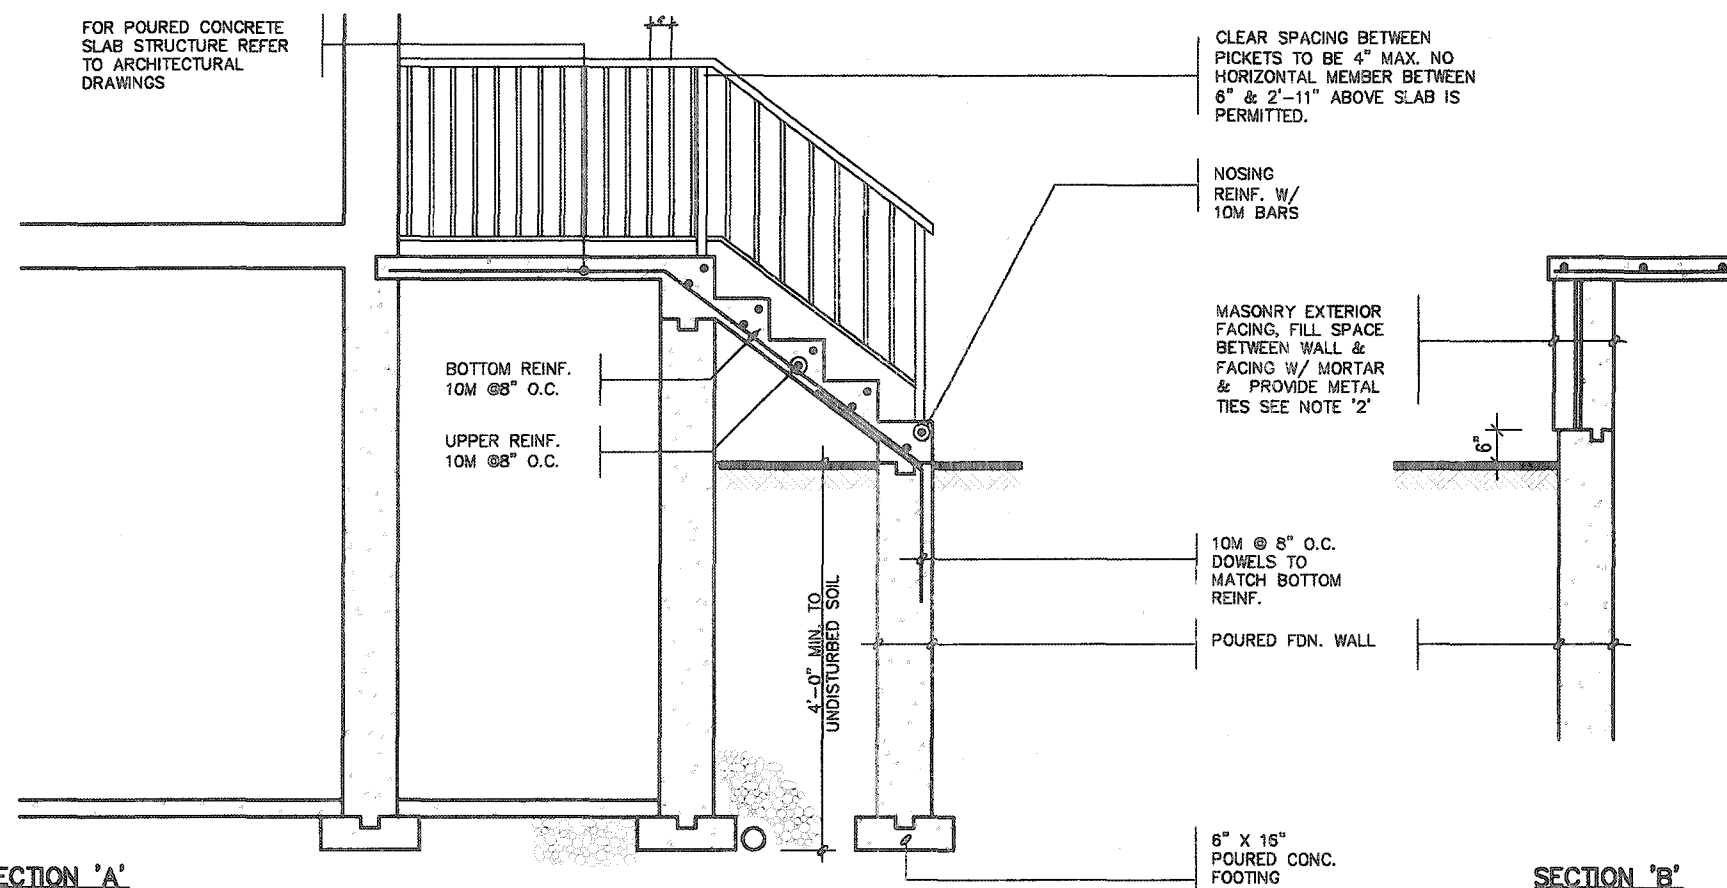 FOR POURED CONCRETE
SLAB STRUCTURE REFER
TO ARCHITECTURAL
DRAWINGS
CLEAR SPACING BETWEEN
PICKETS TO BE 4" MAX. NO
HORIZONTAL MEMBER BETWEEN
6" & 2'-11" ABOVE SLAB IS
PERMITTED.
NOSING
REINF. W/
10M BARS
MASONRY EXTERIOR
FACING, FILL SPACE
BETWEEN WALL &
FACING W/ MORTAR
& PROVIDE METAL
TIES SEE NOTE '2'
BOTTOM REINF.
10M @8" O.C.
UPPER REINF.
10M @8" O.C.
6"
10M @ 8" O.C.
DOWELS TO
MATCH BOTTOM
REINF.
4'-0" MIN. TO
UNDISTURBED SOIL
POURED FDN. WALL
6" X 16"
POURED CONC.
FOOTING
ECTION 'A'
SECTION 'B'